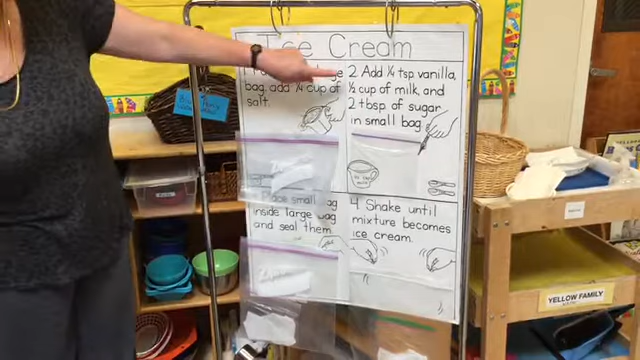 Ice Cream
bag, add ¼ cup of
salt.
2 Add ¼ tsp vanilla,
½ cup of milk, and
2 tbsp. of sugar
in small bag
small bag
inside large bag
and seal them.
4 Shake until
mixture becomes
ice cream.
YELLOW FAMILY